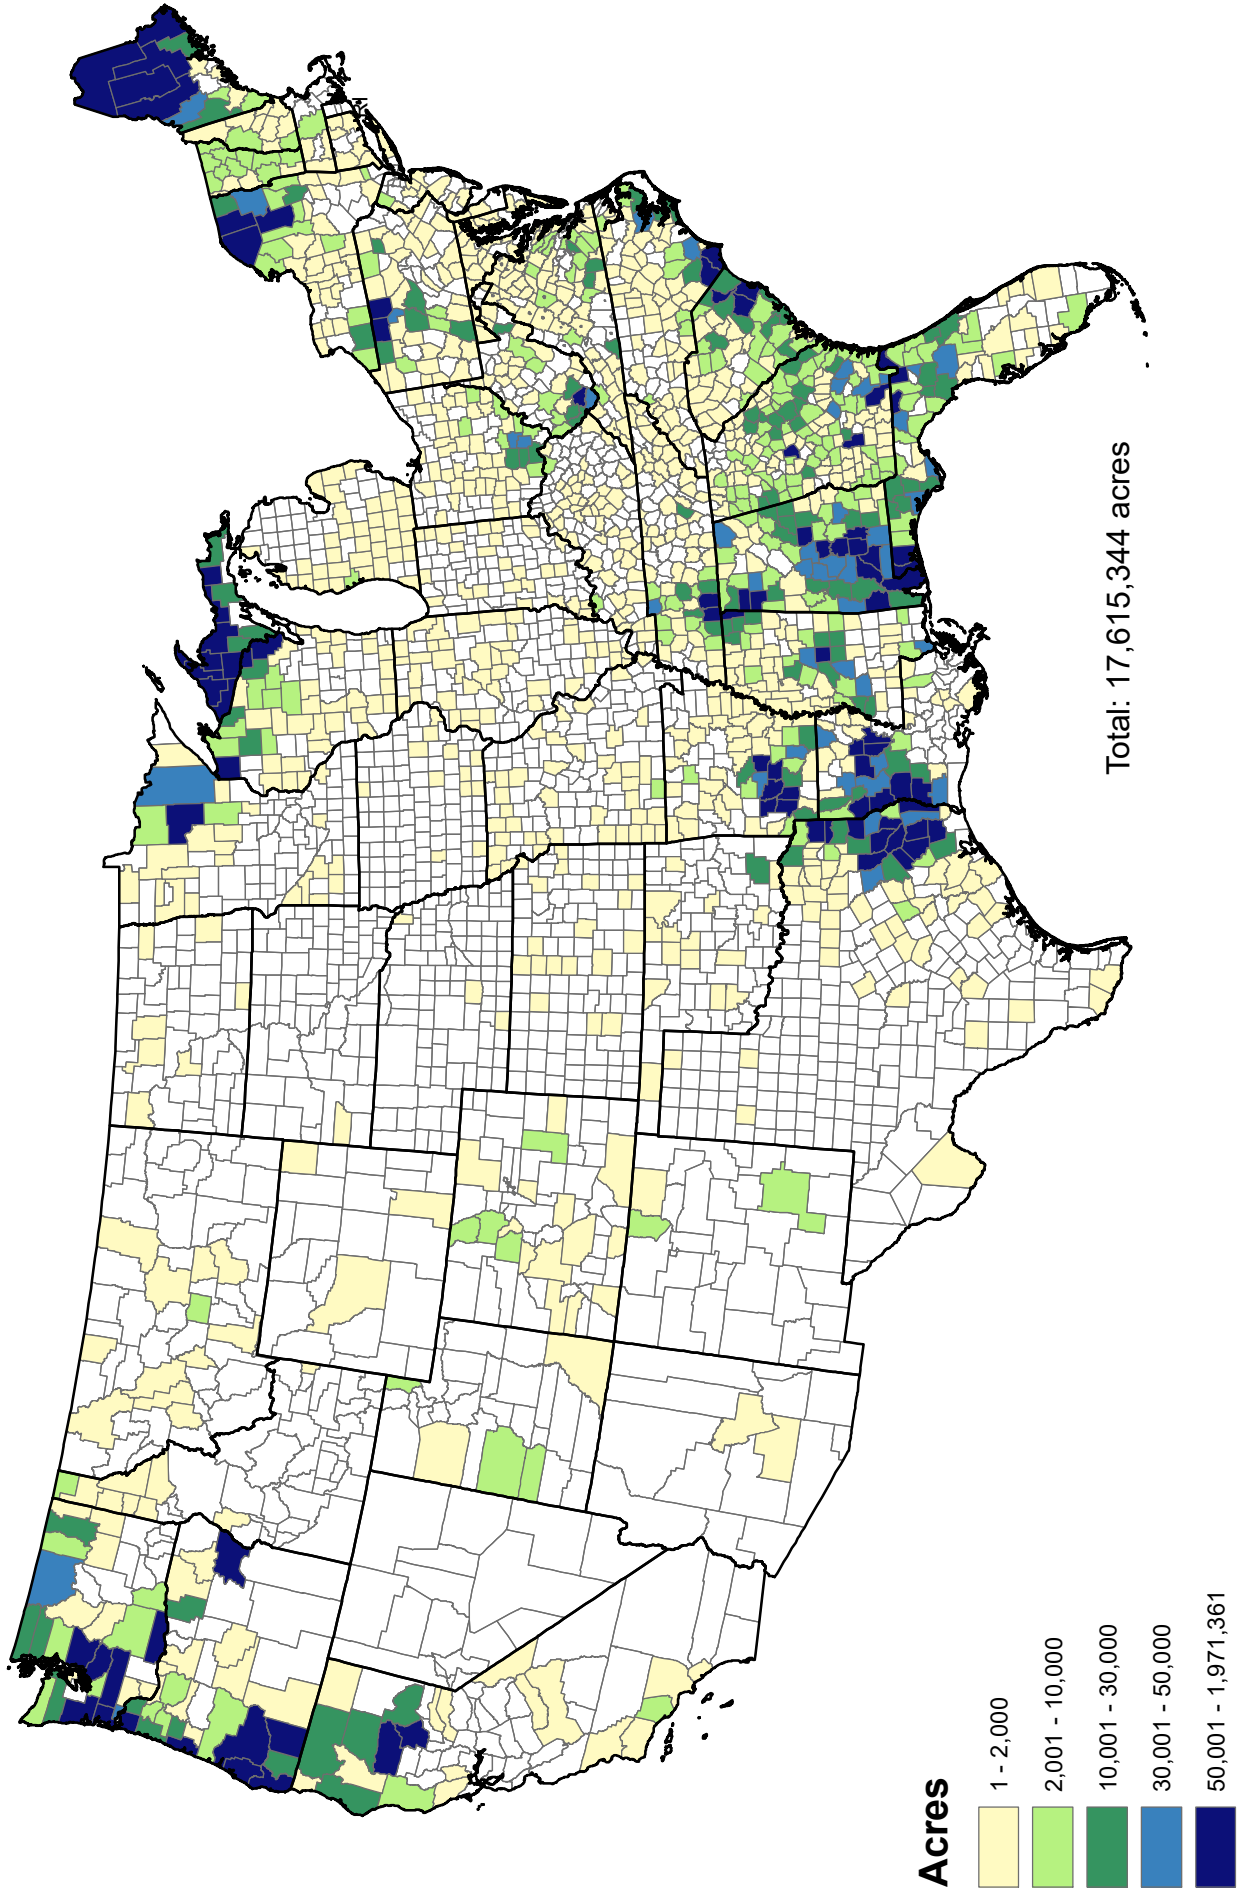 Total: 17,615,344 acres
Acres
1 - 2,000
2,001 - 10,000
10,001 - 30,000
30,001 - 50,000
50,001 - 1,971,361